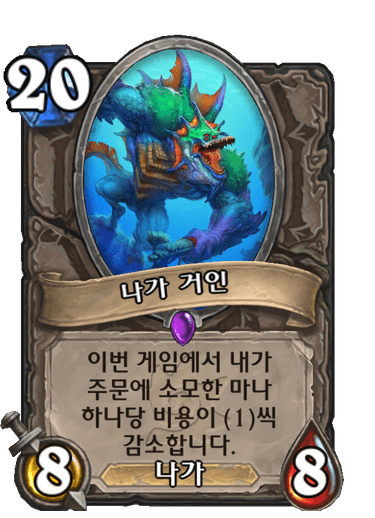 20
나가 거인
이번 게임에서 내가
주문에 소모한 마나
하나당 비용이 (1)씩
감소합니다.
8
나가
8